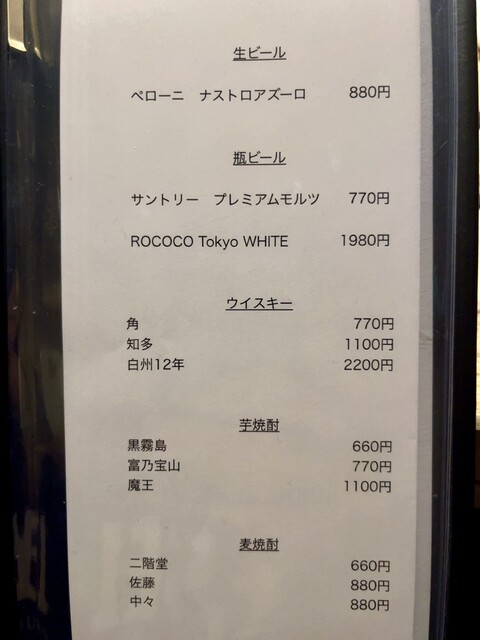 生ビール
ペローニ　ナストロアズーロ 880円
瓶ビール
サントリー　プレミアムモルツ 770円
ROCOCO Tokyo WHITE 1980円
ウイスキー
角 770円
知多 1100円
白州12年 2200円
芋焼酎
黒霧島 660円
富乃宝山 770円
魔王 1100円
麦焼酎
二階堂 660円
佐藤 880円
中々 880円